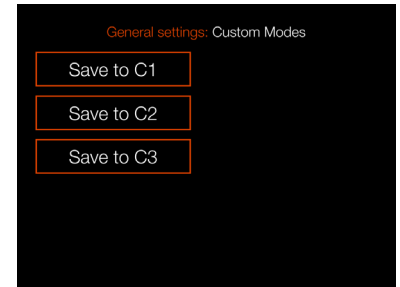 General settings: Custom Modes
Save to C1
Save to C2
Save to C3